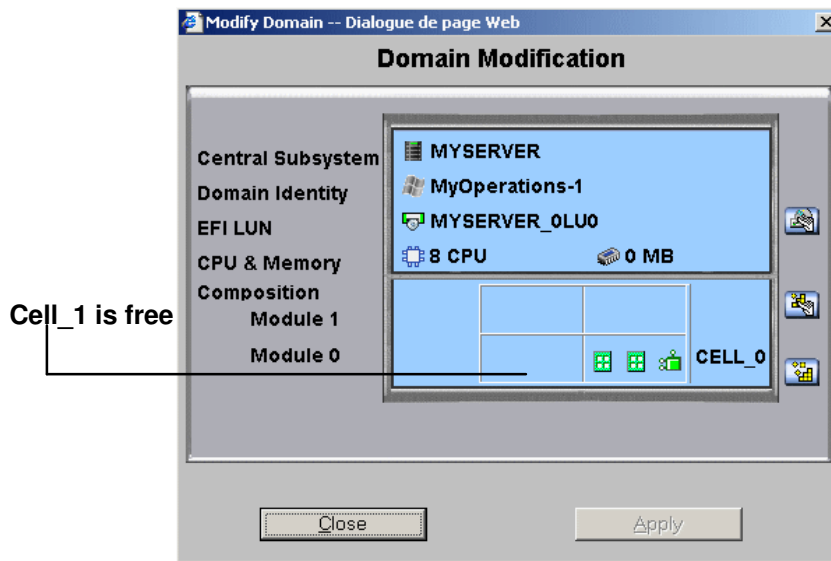 Modify Domain -- Dialogue de page Web
Domain Modification
Central Subsystem MYSERVER
Domain Identity MyOperations-1
EFI LUN MYSERVER_0LU0
CPU & Memory 8 CPU 0 MB
Composition
Cell_1 is free
Module 1
Module 0 CELL_0
Close Apply